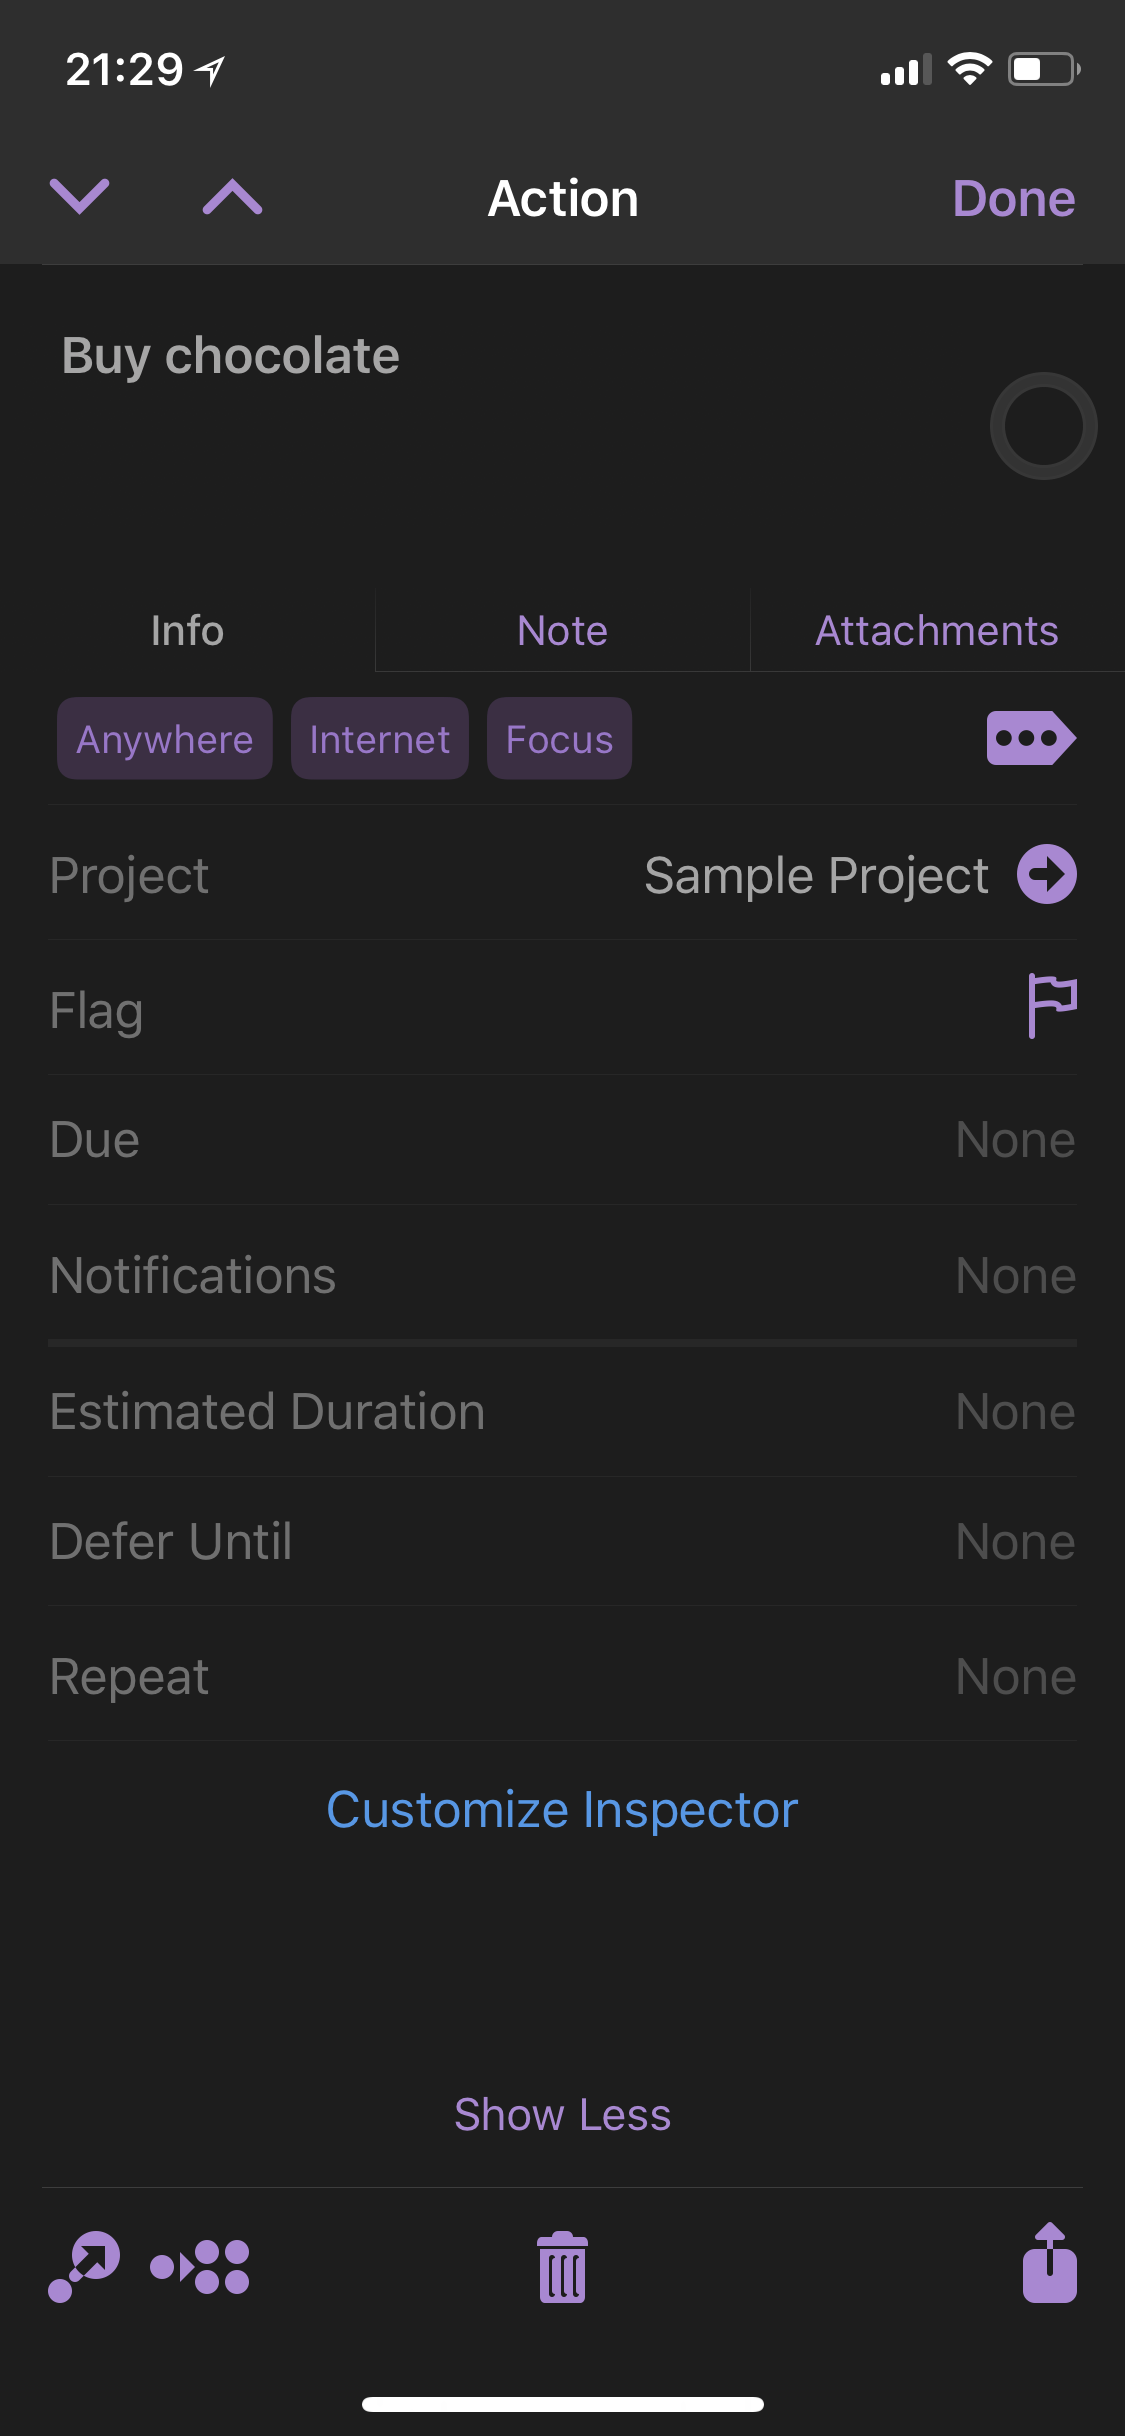 21:29
Action
Done
Buy chocolate
Info
Note
Attachments
Anywhere
Internet
Focus
Project
Sample Project
Flag
Due
None
Notifications
None
Estimated Duration
None
Defer Until
None
Repeat
None
Customize Inspector
Show Less